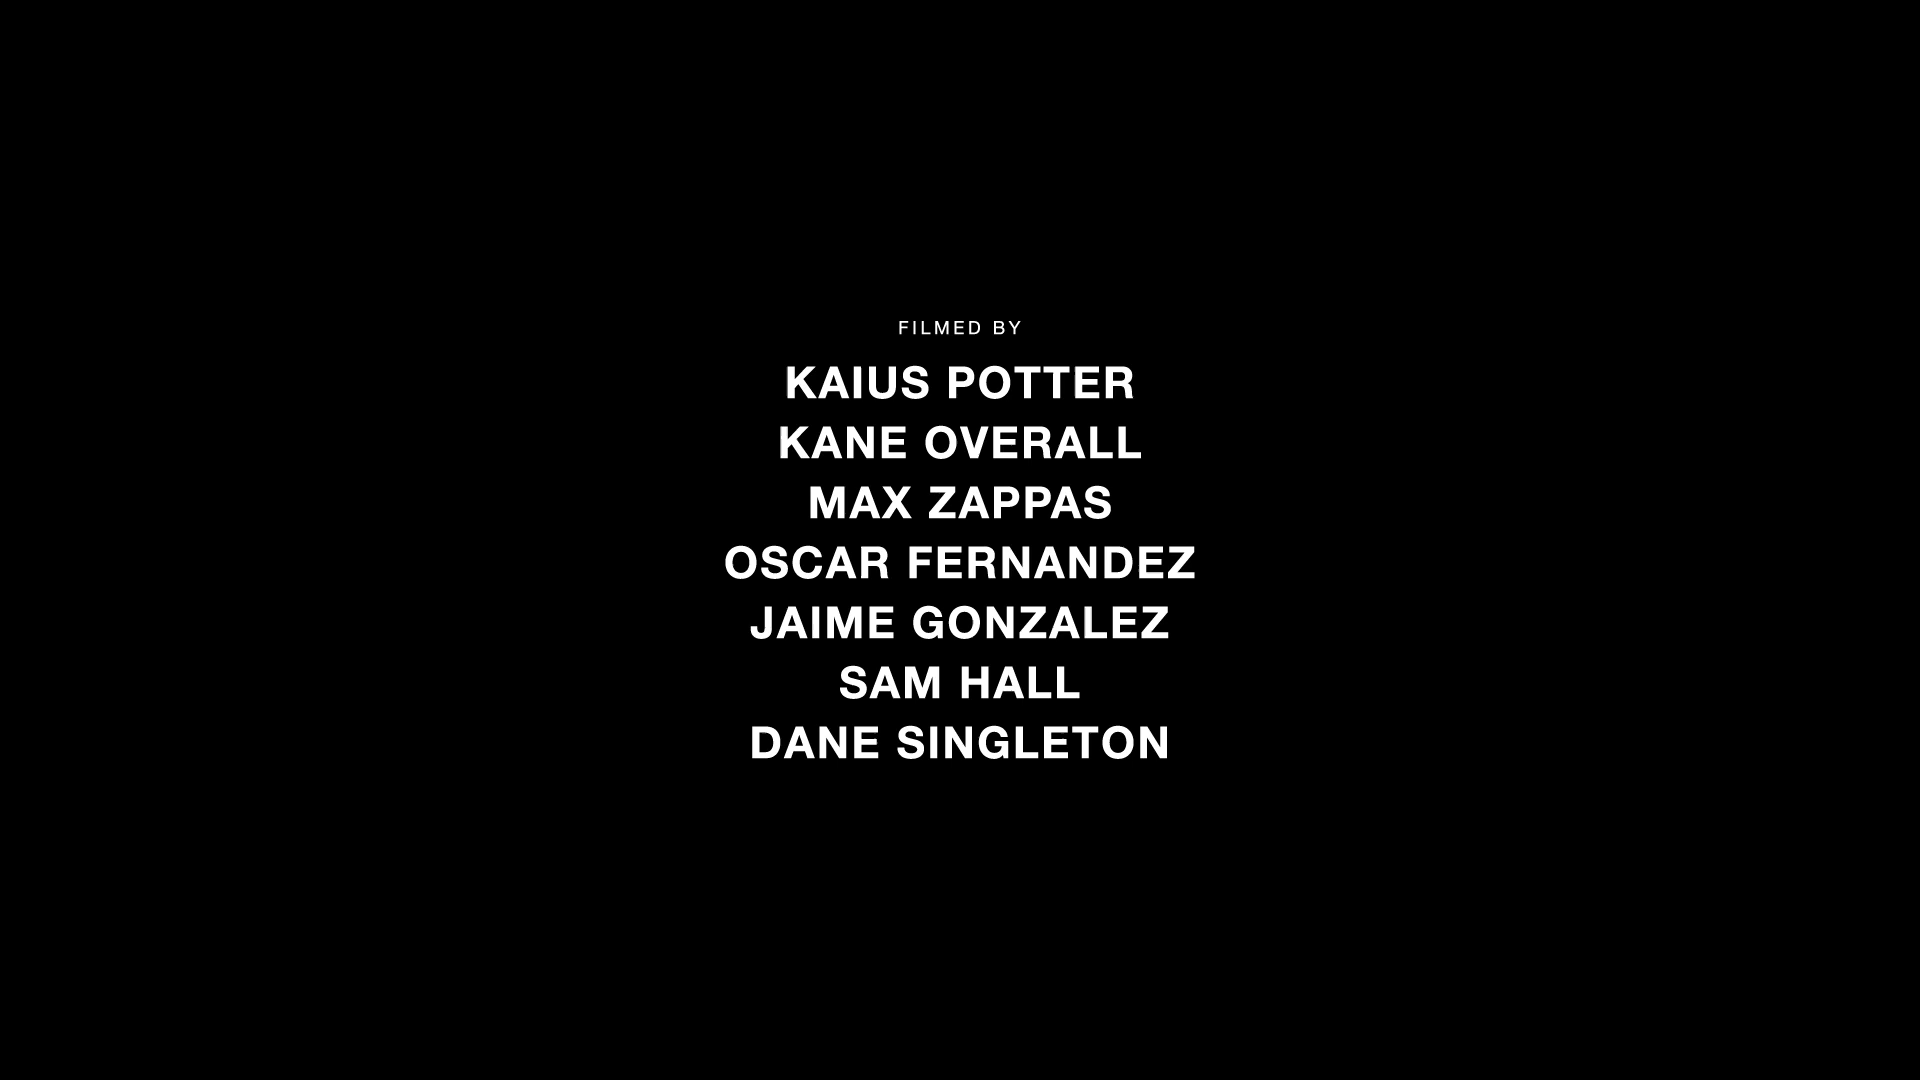 FILMED BY
KAIUS POTTER
KANE OVERALL
MAX ZAPPAS
OSCAR FERNANDEZ
JAIME GONZALEZ
SAM HALL
DANE SINGLETON